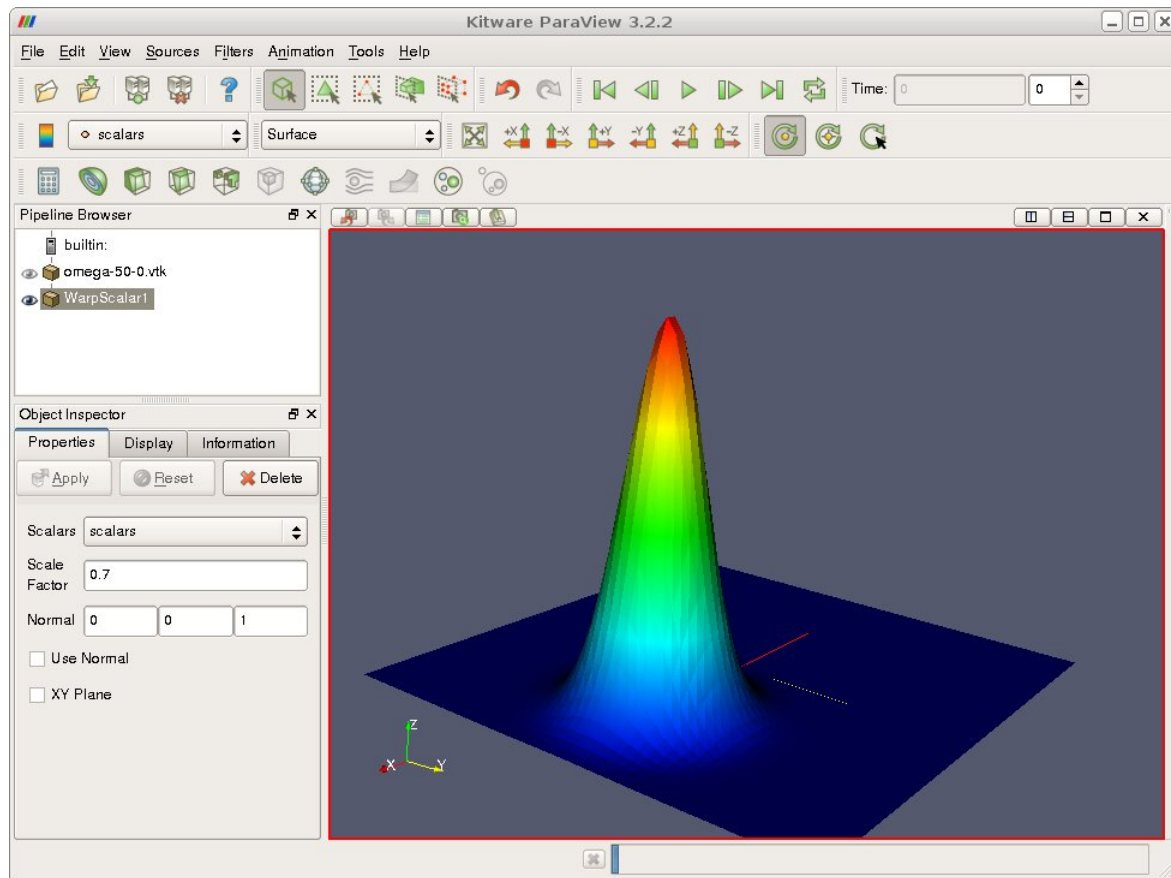 Kitware ParaView 3.2.2
File Edit View Sources Filters Animation Tools Help
Time: 0 0
scalars Surface +X -X +Y -Y +Z -Z
Pipeline Browser
builtin:
omega-50-0.vtk
WarpScalar1
Object Inspector
Properties Display Information
Apply Reset Delete
Scalars scalars
Scale Factor 0.7
Normal 0 0 1
Use Normal
XY Plane
Z
X Y